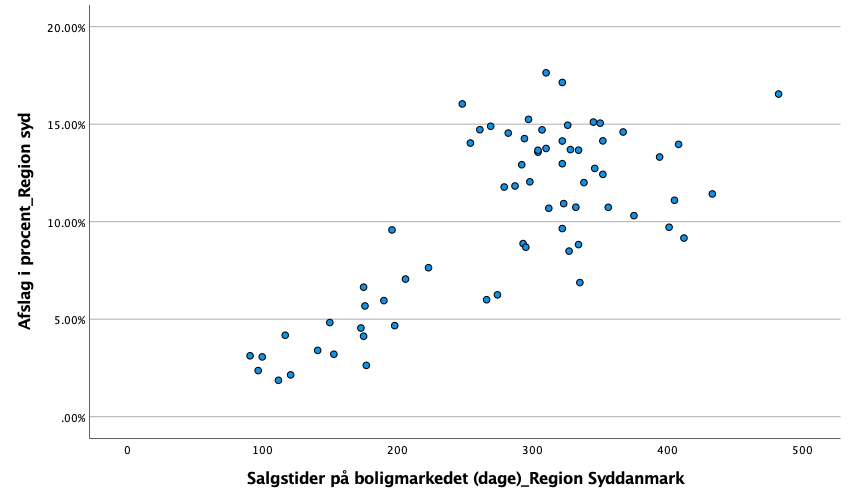 20.00%
15.00%
10.00%
5.00%
.00%
Afslag i procent_Region syd
0 100 200 300 400 500
Salgstider på boligmarkedet (dage)_Region Syddanmark